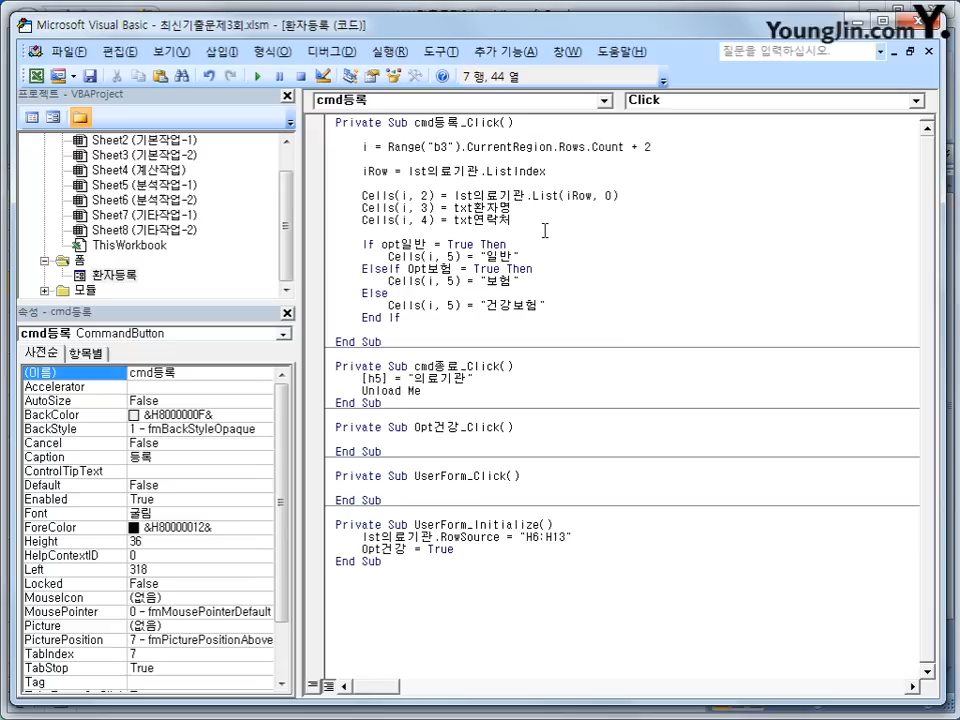 Microsoft Visual Basic - 최신기출문제3회.xlsm - [환자등록 (코드)]
Younglin.com Y.
파일(F) 편집(E) 보기(V) 삽입(I) 형식(O) 디버그(D) 실행(R) 도구(T) 추가 기능(A) 창(W) 도움말(H) 질문을 입력하십시오.
7 행, 44 열
프로젝트 - VBAProject
Sheet2 (기본작업-1)
Sheet3 (기본작업-2)
Sheet4 (계산작업)
Sheet5 (분석작업-1)
Sheet6 (분석작업-2)
Sheet7 (기타작업-1)
Sheet8 (기타작업-2)
ThisWorkbook
폼
환자등록
모듈
속성 - cmd등록
cmd등록 CommandButton
사전순 항목별
(이름) cmd등록
Accelerator
AutoSize False
BackColor &H8000000F&
BackStyle 1 - fmBackStyleOpaque
Cancel False
Caption 등록
ControlTipText
Default False
Enabled True
Font 굴림
ForeColor &H80000012&
Height 36
HelpContextID 0
Left 318
Locked False
MouseIcon (없음)
MousePointer 0 - fmMousePointerDefault
Picture (없음)
PicturePosition 7 - fmPicturePositionAbove
TabIndex 7
TabStop True
Tag
cmd등록 Click
Private Sub cmd등록_Click()
i = Range("b3").CurrentRegion.Rows.Count + 2
iRow = lst의료기관.ListIndex
Cells(i, 2) = lst의료기관.List(iRow, 0)
Cells(i, 3) = txt환자명
Cells(i, 4) = txt연락처
If opt일반 = True Then
Cells(i, 5) = "일반"
ElseIf Opt보험 = True Then
Cells(i, 5) = "보험"
Else
Cells(i, 5) = "건강보험"
End If
End Sub
Private Sub cmd종료_Click()
[h5] = "의료기관"
Unload Me
End Sub
Private Sub Opt건강_Click()
End Sub
Private Sub UserForm_Click()
End Sub
Private Sub UserForm_Initialize()
lst의료기관.RowSource = "H6:H13"
Opt건강 = True
End Sub